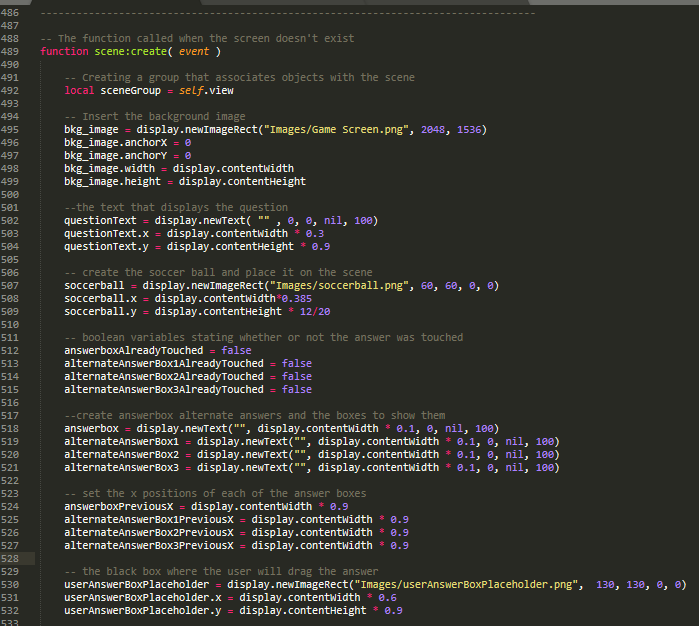 486 -----------------------------------------------------------------------------------
487
488 -- The function called when the screen doesn't exist
489 function scene:create( event )
490
491 -- Creating a group that associates objects with the scene
492 local sceneGroup = self.view
493
494 -- Insert the background image
495 bkg_image = display.newImageRect("Images/Game Screen.png", 2048, 1536)
496 bkg_image.anchorX = 0
497 bkg_image.anchorY = 0
498 bkg_image.width = display.contentWidth
499 bkg_image.height = display.contentHeight
500
501 --the text that displays the question
502 questionText = display.newText( "" , 0, 0, nil, 100)
503 questionText.x = display.contentWidth * 0.3
504 questionText.y = display.contentHeight * 0.9
505
506 -- create the soccer ball and place it on the scene
507 soccerball = display.newImageRect("Images/soccerball.png", 60, 60, 0, 0)
508 soccerball.x = display.contentWidth*0.385
509 soccerball.y = display.contentHeight * 12/20
510
511 -- boolean variables stating whether or not the answer was touched
512 answerboxAlreadyTouched = false
513 alternateAnswerBox1AlreadyTouched = false
514 alternateAnswerBox2AlreadyTouched = false
515 alternateAnswerBox3AlreadyTouched = false
516
517 --create answerbox alternate answers and the boxes to show them
518 answerbox = display.newText("", display.contentWidth * 0.1, 0, nil, 100)
519 alternateAnswerBox1 = display.newText("", display.contentWidth * 0.1, 0, nil, 100)
520 alternateAnswerBox2 = display.newText("", display.contentWidth * 0.1, 0, nil, 100)
521 alternateAnswerBox3 = display.newText("", display.contentWidth * 0.1, 0, nil, 100)
522
523 -- set the x positions of each of the answer boxes
524 answerboxPreviousX = display.contentWidth * 0.9
525 alternateAnswerBox1PreviousX = display.contentWidth * 0.9
526 alternateAnswerBox2PreviousX = display.contentWidth * 0.9
527 alternateAnswerBox3PreviousX = display.contentWidth * 0.9
528
529 -- the black box where the user will drag the answer
530 userAnswerBoxPlaceholder = display.newImageRect("Images/userAnswerBoxPlaceholder.png", 130, 130, 0, 0)
531 userAnswerBoxPlaceholder.x = display.contentWidth * 0.6
532 userAnswerBoxPlaceholder.y = display.contentHeight * 0.9
533